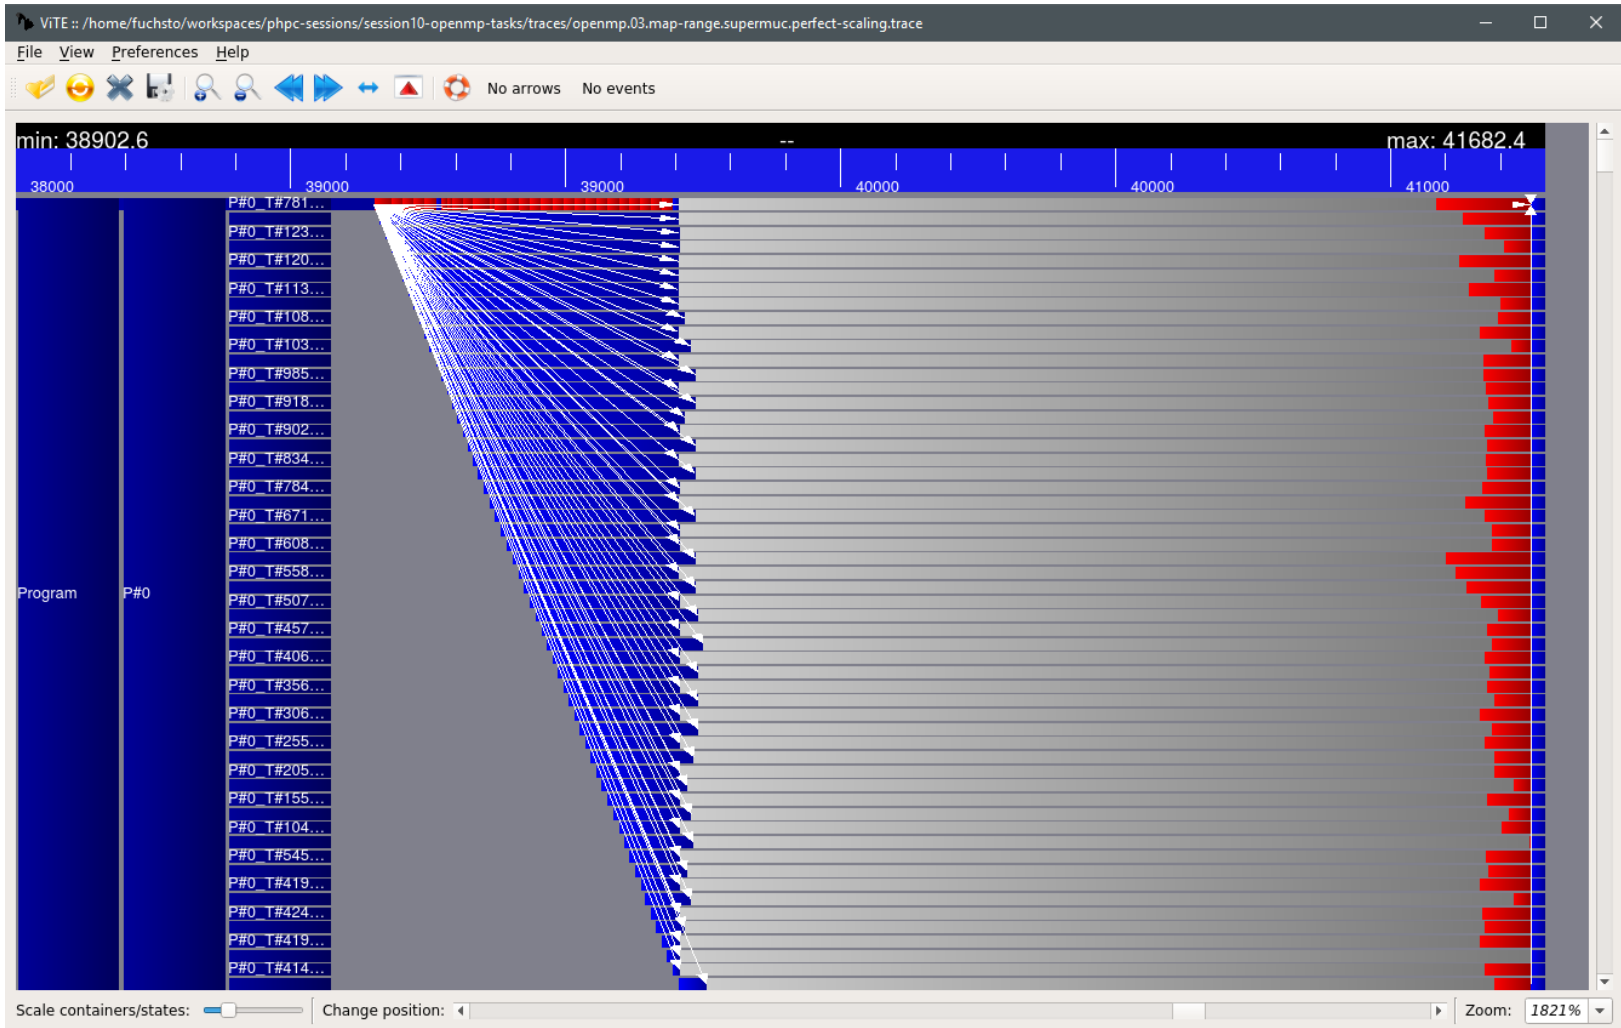 ViTE :: /home/fuchsto/workspaces/phpc-sessions/session10-openmp-tasks/traces/openmp.03.map-range.supermuc.perfect-scaling.trace
File View Preferences Help
No arrows No events
min: 38902.6 -- max: 41682.4
38000 39000 39000 40000 40000 41000
P#0_T#781...
P#0_T#123...
P#0_T#120...
P#0_T#113...
P#0_T#108...
P#0_T#103...
P#0_T#985...
P#0_T#918...
P#0_T#902...
P#0_T#834...
P#0_T#784...
P#0_T#671...
P#0_T#608...
P#0_T#558...
Program P#0
P#0_T#507...
P#0_T#457...
P#0_T#406...
P#0_T#356...
P#0_T#306...
P#0_T#255...
P#0_T#205...
P#0_T#155...
P#0_T#104...
P#0_T#545...
P#0_T#419...
P#0_T#424...
P#0_T#419...
P#0_T#414...
Scale containers/states: Change position: Zoom: 1821%